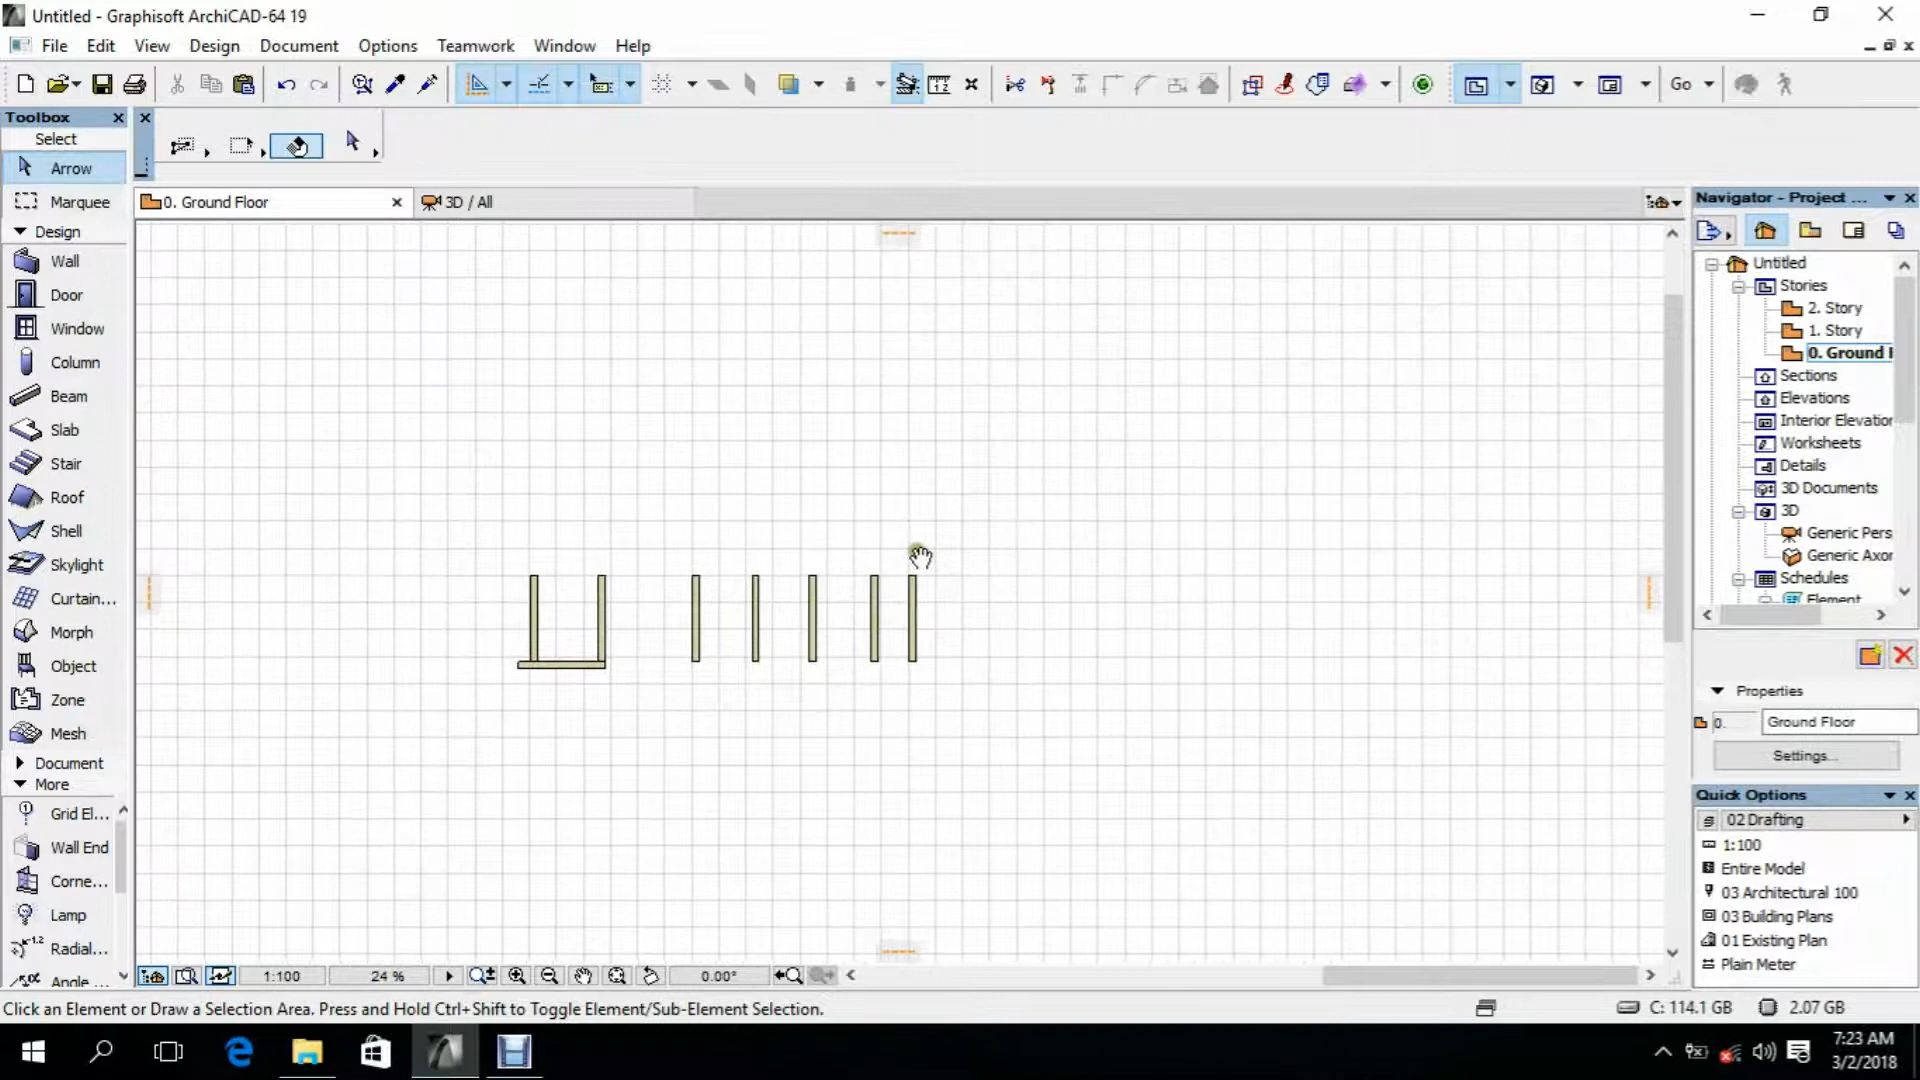 Untitled - Graphisoft ArchiCAD-64 19
File Edit View Design Document Options Teamwork Window Help
Go
Toolbox
Select
Arrow
Marquee
Design
Wall
Door
Window
Column
Beam
Slab
Stair
Roof
Shell
Skylight
Curtain...
Morph
Object
Zone
Mesh
Document
More
Grid El...
Wall End
Corne...
Lamp
Radial...
Angle
0. Ground Floor
3D / All
Navigator - Project ...
Untitled
Stories
2. Story
1. Story
0. Ground F
Sections
Elevations
Interior Elevatior
Worksheets
Details
3D Documents
3D
Generic Pers
Generic Axor
Schedules
Element
Properties
0. Ground Floor
Settings...
Quick Options
02 Drafting
1:100
Entire Model
03 Architectural 100
03 Building Plans
01 Existing Plan
Plain Meter
1:100 24 % 0.00°
Click an Element or Draw a Selection Area. Press and Hold Ctrl+Shift to Toggle Element/Sub-Element Selection.
C: 114.1 GB 2.07 GB
7:23 AM
3/2/2018